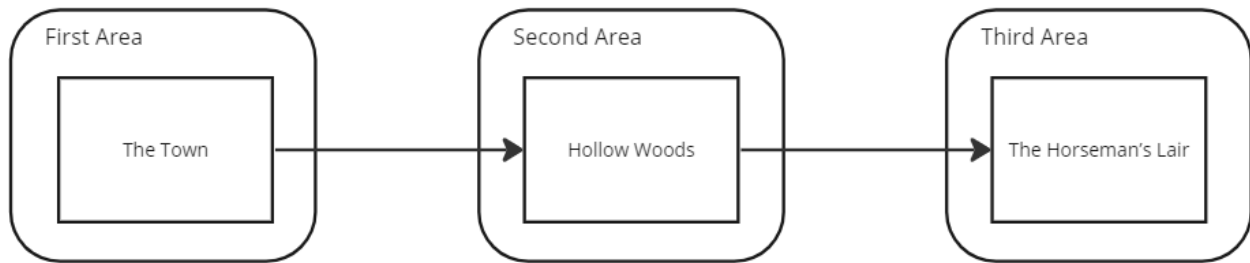 First Area
The Town
Second Area
Hollow Woods
Third Area
The Horseman’s Lair